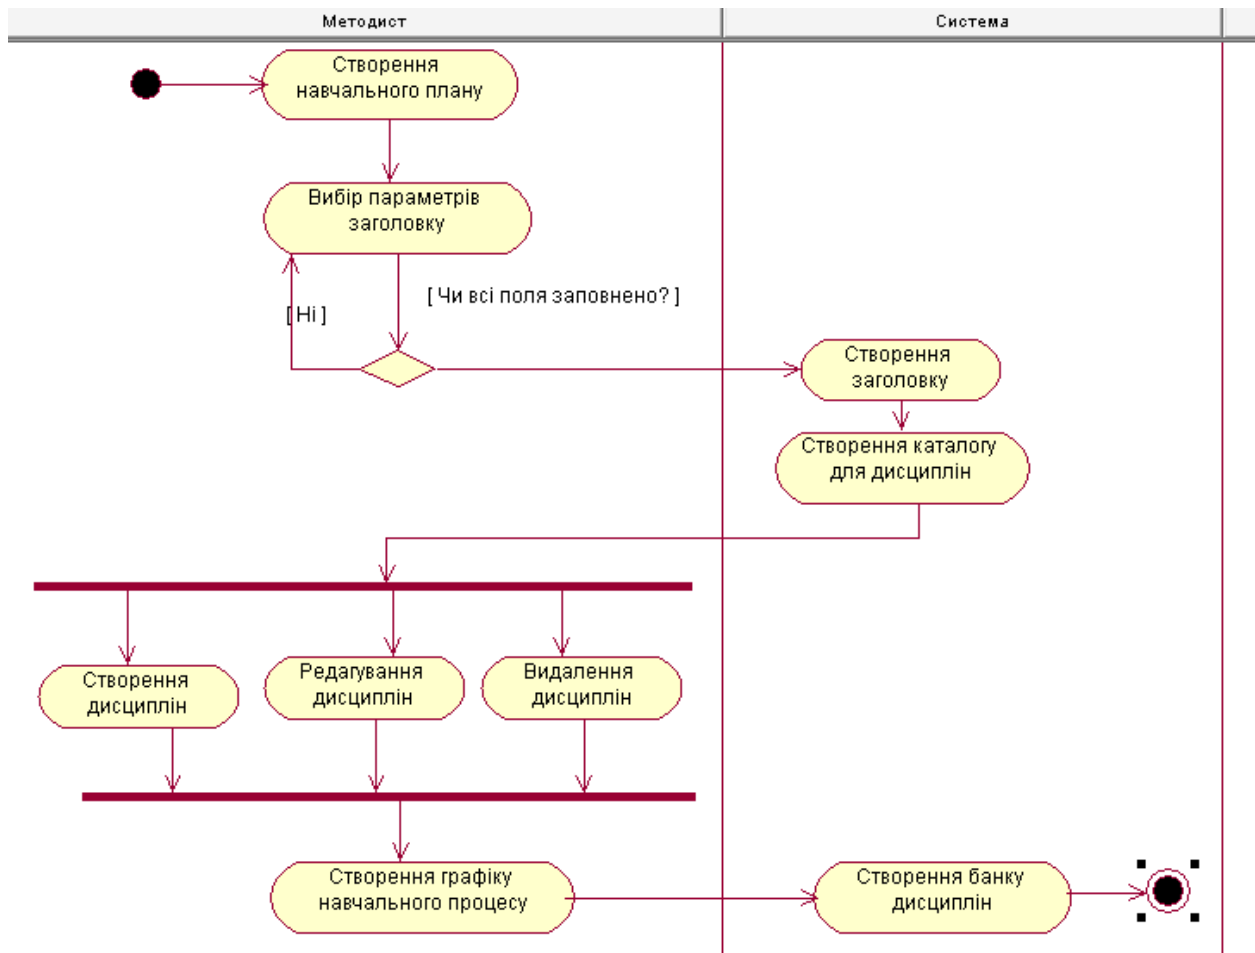 Методист
Система
Створення
навчального плану
Вибір параметрів
заголовку
[ Чи всі поля заповнено? ]
[ Ні ]
Створення
заголовку
Створення каталогу
для дисциплін
Створення
дисциплін
Редагування
дисциплін
Видалення
дисциплін
Створення графіку
навчального процесу
Створення банку
дисциплін